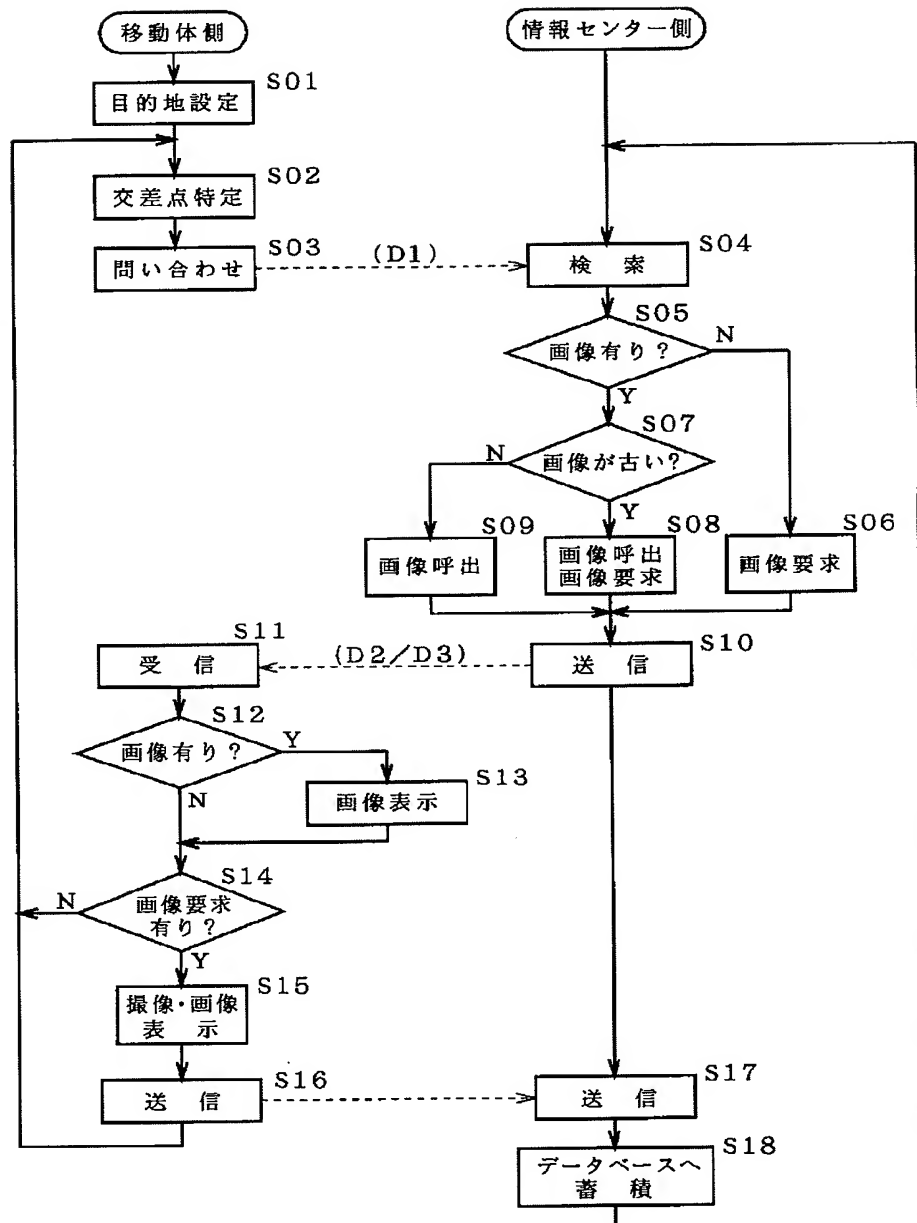 移動体側
S01
目的地設定
S02
交差点特定
S03
問い合わせ
(D1)
情報センター側
S04
検索
S05
画像有り?
N
Y
S07
画像が古い?
N
Y
S09
画像呼出
S08
画像呼出
画像要求
S06
画像要求
S10
送信
(D2/D3)
S11
受信
S12
画像有り?
Y
N
S13
画像表示
S14
画像要求
有り?
N
Y
S15
撮像・画像
表示
S16
送信
S17
送信
S18
データベースへ
蓄積